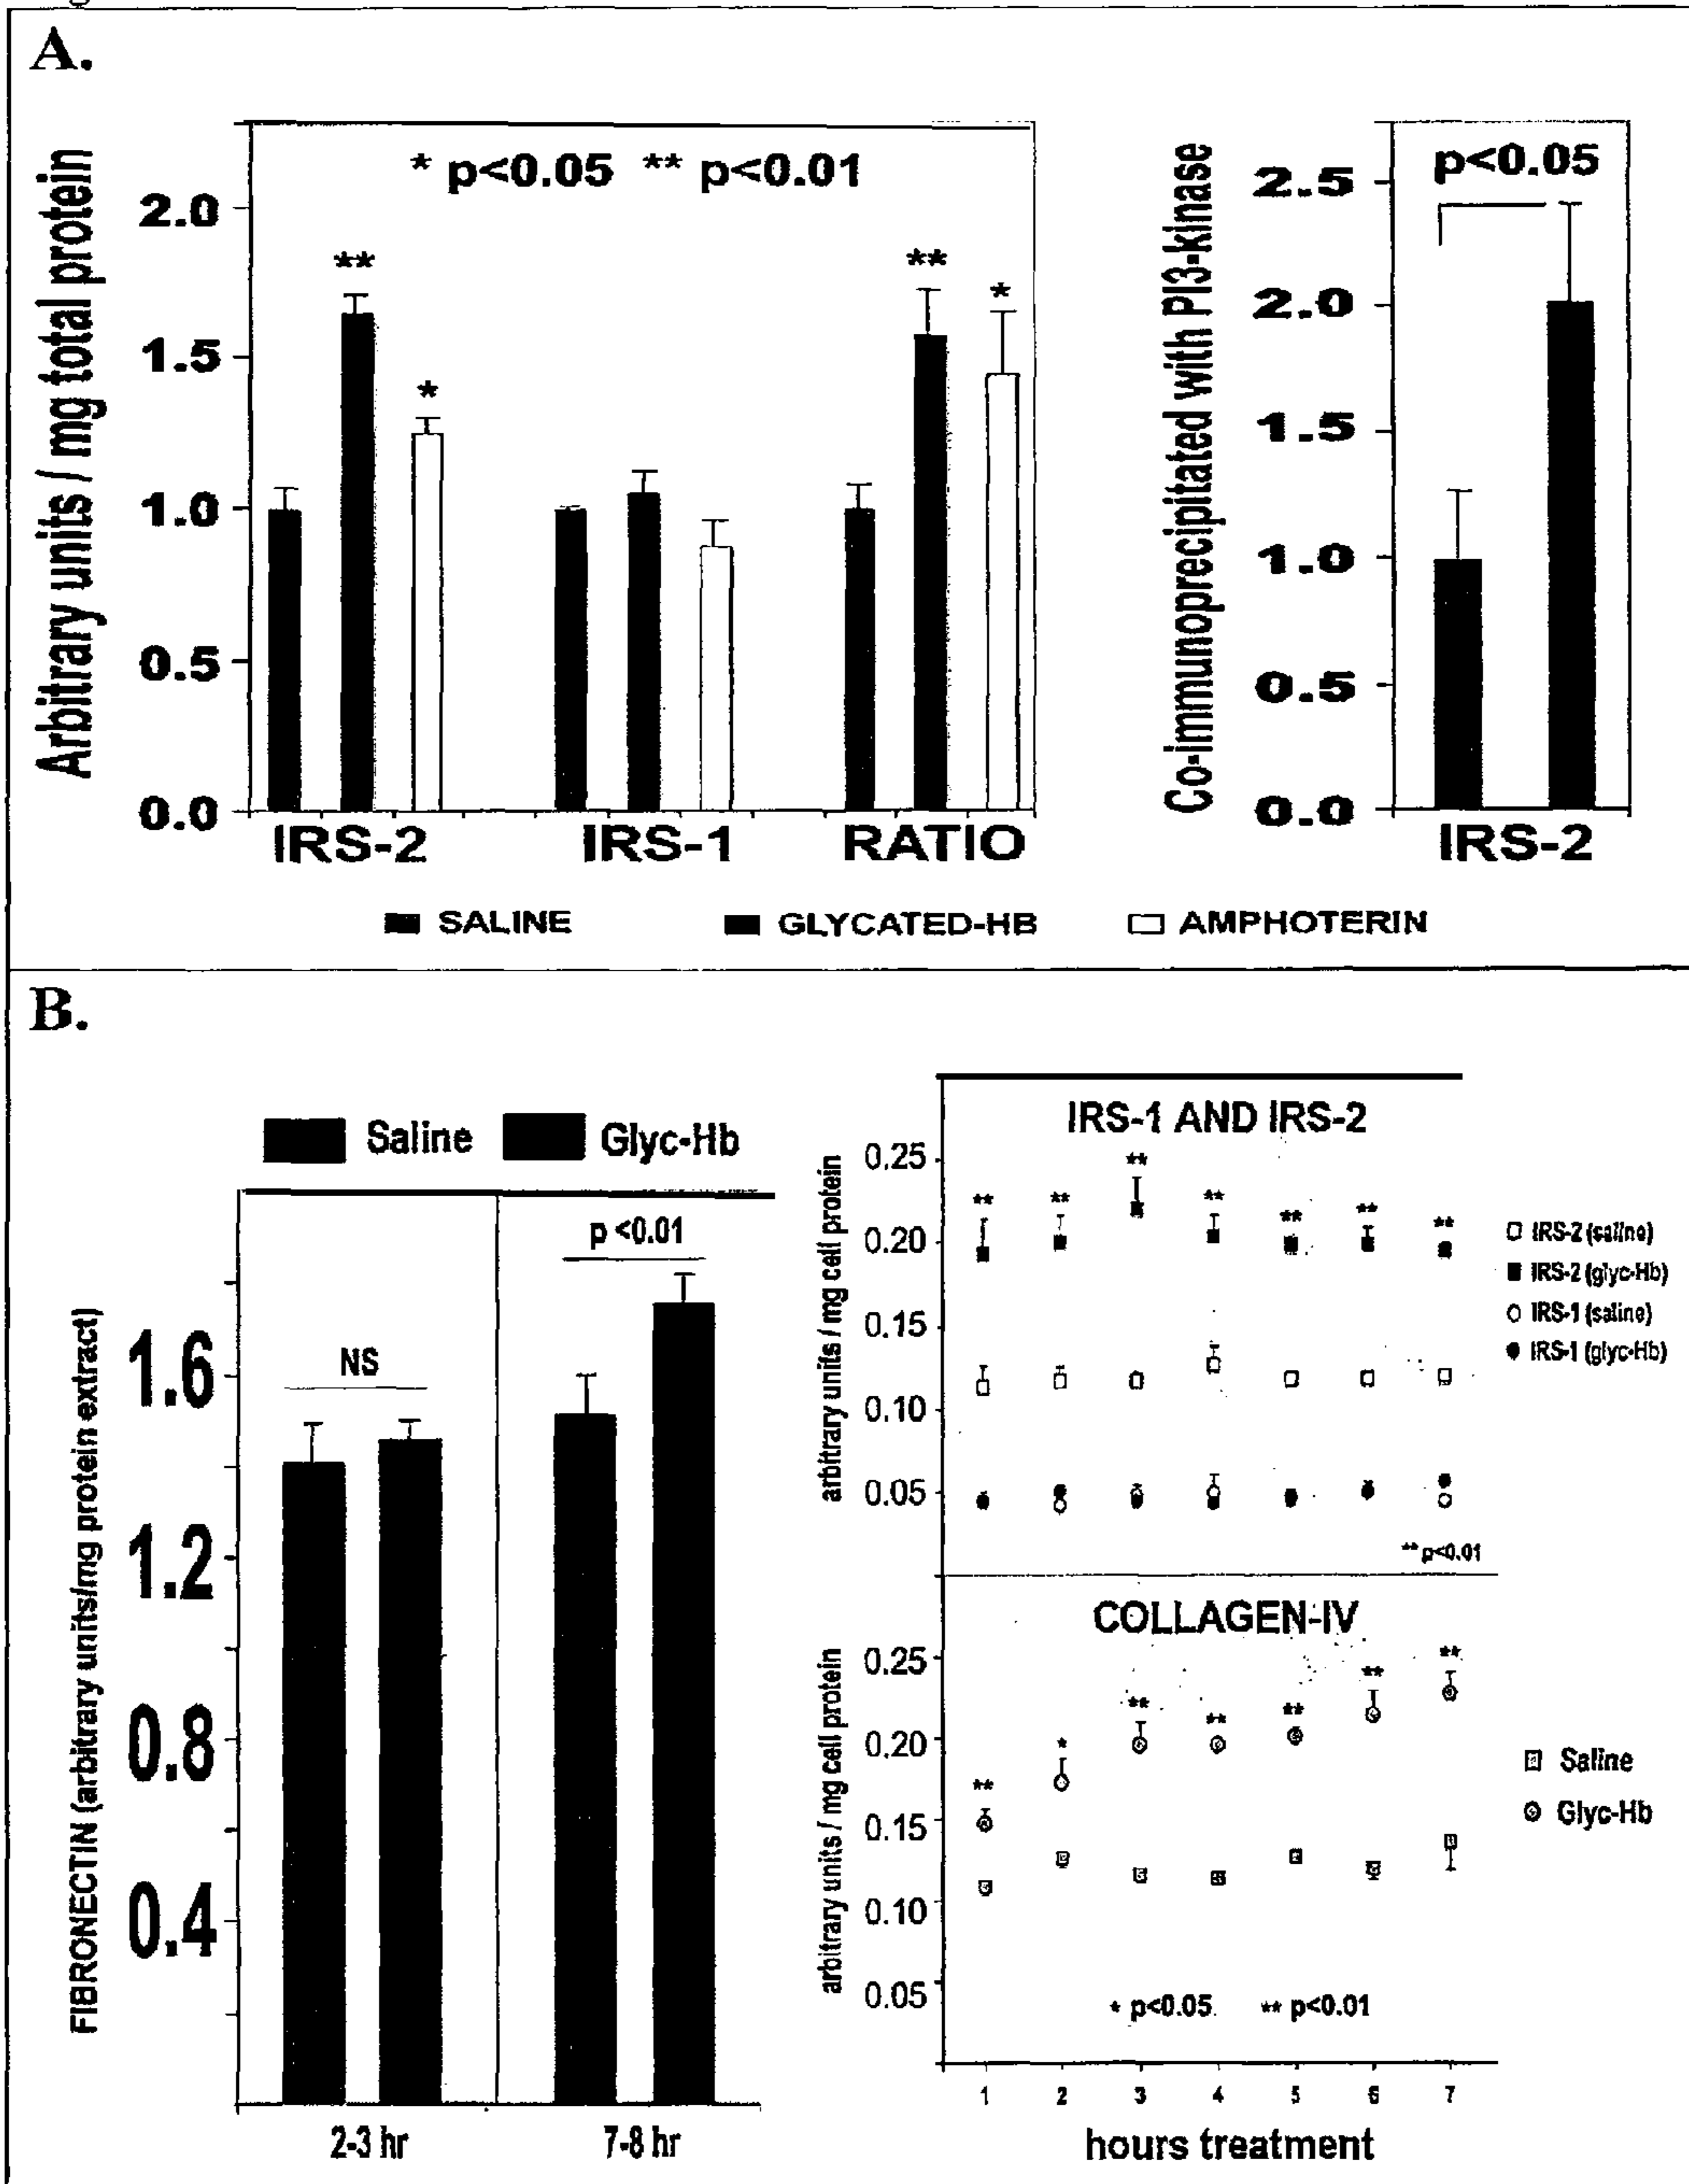 A.
Arbitrary units / mg total protein
* p<0.05 ** p<0.01
2.0
1.5
1.0
0.5
0.0
**
*
**
*
IRS-2
IRS-1
RATIO
Co-immunoprecipitated with PI3-kinase
p<0.05
2.5
2.0
1.5
1.0
0.5
0.0
IRS-2
SALINE
GLYCATED-HB
AMPHOTERIN
B.
Saline
Glyc-Hb
FIBRONECTIN (arbitrary units/mg protein extract)
1.6
1.2
0.8
0.4
NS
p <0.01
2-3 hr
7-8 hr
IRS-1 AND IRS-2
arbitrary units / mg cell protein
0.25
0.20
0.15
0.10
0.05
**
**
**
**
**
**
**
** p<0.01
IRS-2 (saline)
IRS-2 (glyc-Hb)
IRS-1 (saline)
IRS-1 (glyc-Hb)
COLLAGEN-IV
arbitrary units / mg cell protein
0.25
0.20
0.15
0.10
0.05
**
*
**
**
**
**
**
* p<0.05 ** p<0.01
Saline
Glyc-Hb
1 2 3 4 5 6 7
hours treatment